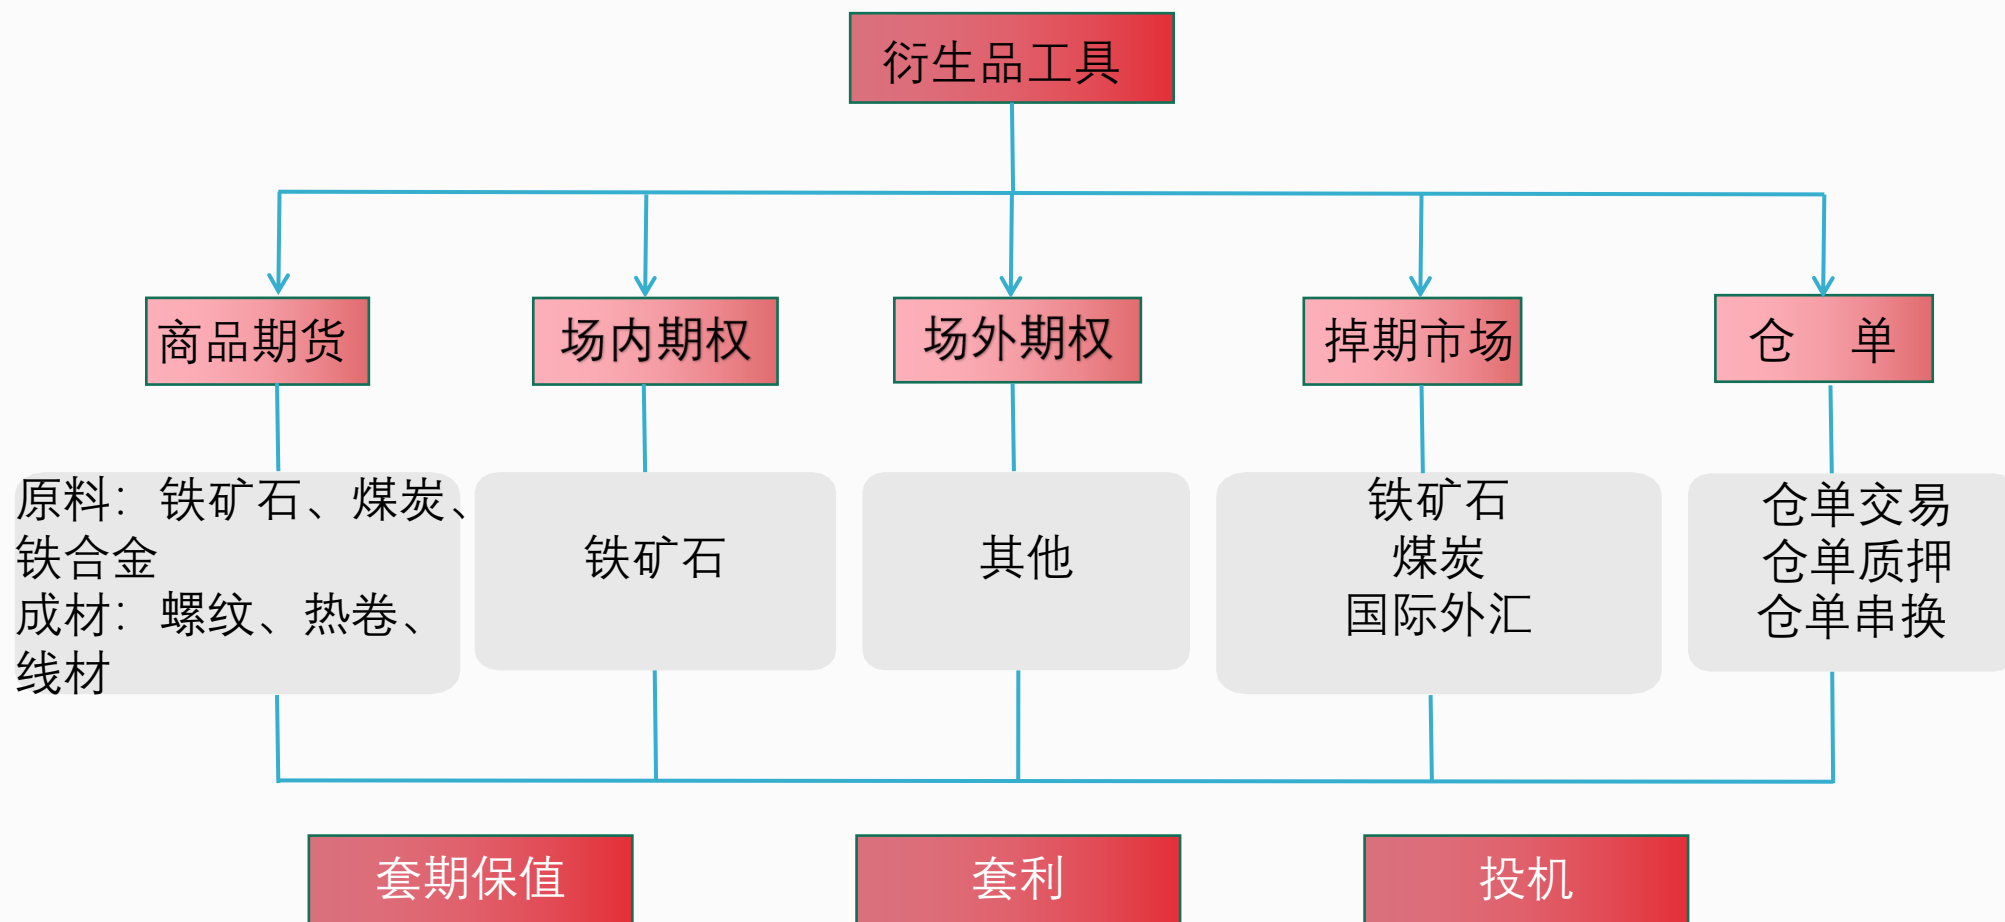 衍生品工具
商品期货
场内期权
场外期权
掉期市场
仓 单
原料：铁矿石、煤炭、
铁合金
成材：螺纹、热卷、
线材
铁矿石
其他
铁矿石
煤炭
国际外汇
仓单交易
仓单质押
仓单串换
套期保值
套利
投机